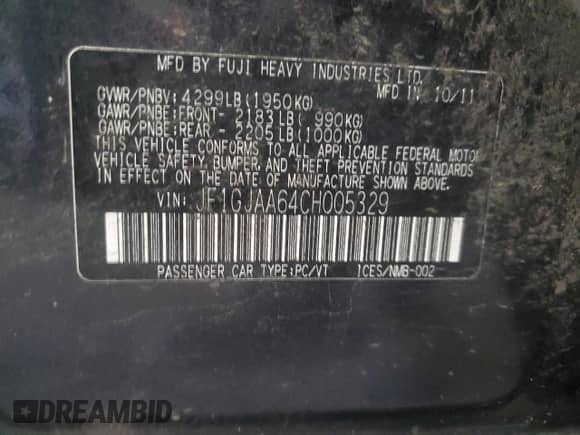 MFD BY FUJI HEAVY INDUSTRIES LTD.
MFD IN 10/11
GVWR/PNBV: 4299LB(1950KG)
GAWR/PNBE:FRONT- 2183LB( 990KG)
GAWR/PNBE:REAR - 2205LB(1000KG)
THIS VEHICLE CONFORMS TO ALL APPLICABLE FEDERAL MOTOR
VEHICLE SAFETY, BUMPER, AND THEFT PREVENTION STANDARDS
IN EFFECT ON THE DATE OF MANUFACTURE SHOWN ABOVE.
VIN: JF1GJAA64CH005329
PASSENGER CAR TYPE:PC/VT ICES/NMB-002
DREAMBID